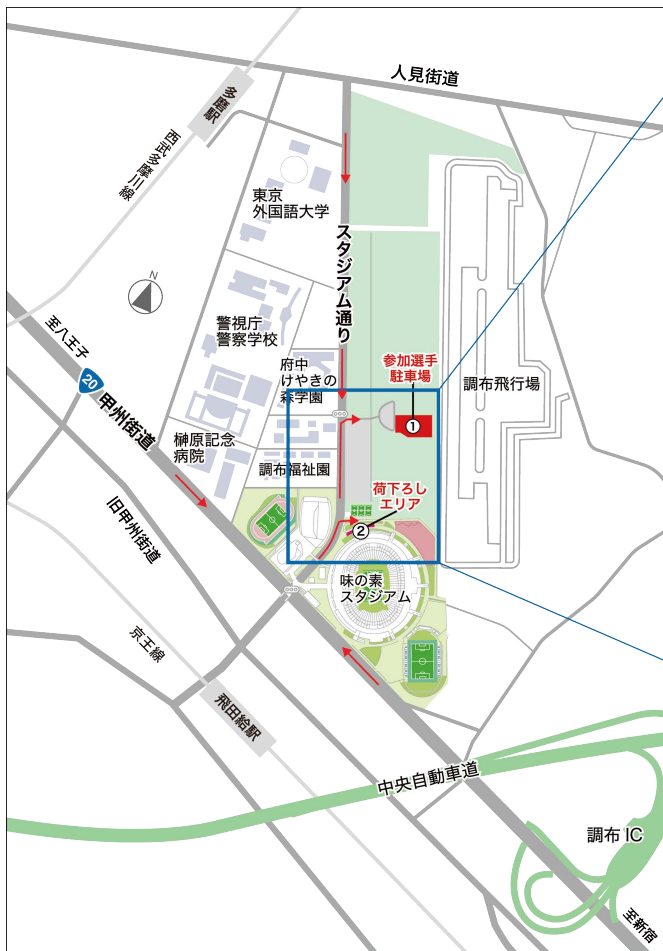 人見街道
多磨駅
西武多摩川線
東京
外国語大学
スタジアム通り
N
警視庁
警察学校
至八王子
20
甲州街道
府中
けやきの
森学園
参加選手
駐車場
①
調布飛行場
榊原記念
病院
調布福祉園
荷下ろし
エリア
②
旧甲州街道
味の素
スタジアム
京王線
飛田給駅
中央自動車道
調布 IC
至新宿